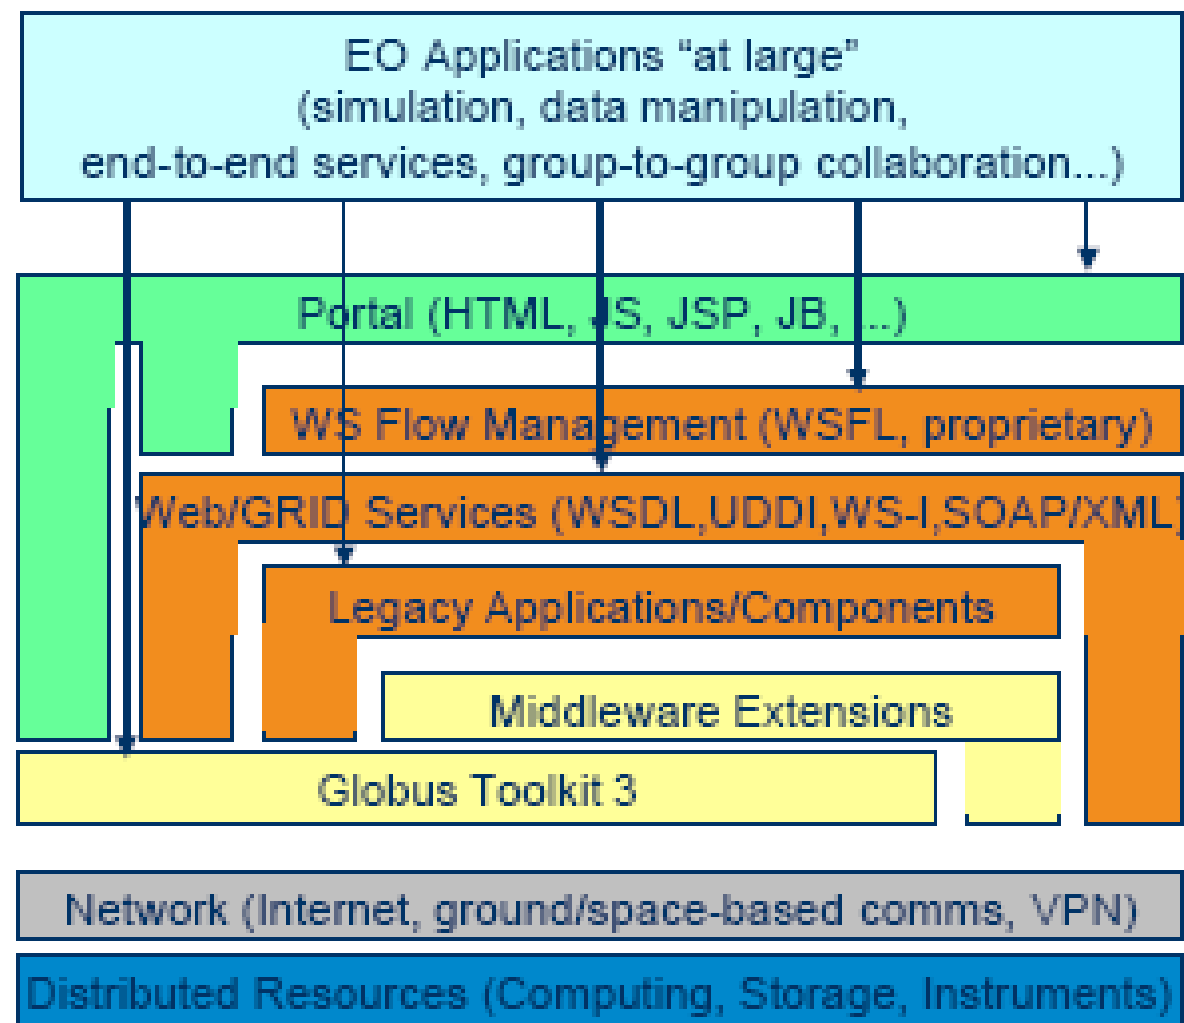 EO Applications “at large”
(simulation, data manipulation,
end-to-end services, group-to-group collaboration...)
Portal (HTML, JS, JSP, JB, ...)
WS Flow Management (WSFL, proprietary)
Web/GRID Services (WSDL,UDDI,WS-I,SOAP/XML)
Legacy Applications/Components
Middleware Extensions
Globus Toolkit 3
Network (Internet, ground/space-based comms, VPN)
Distributed Resources (Computing, Storage, Instruments)